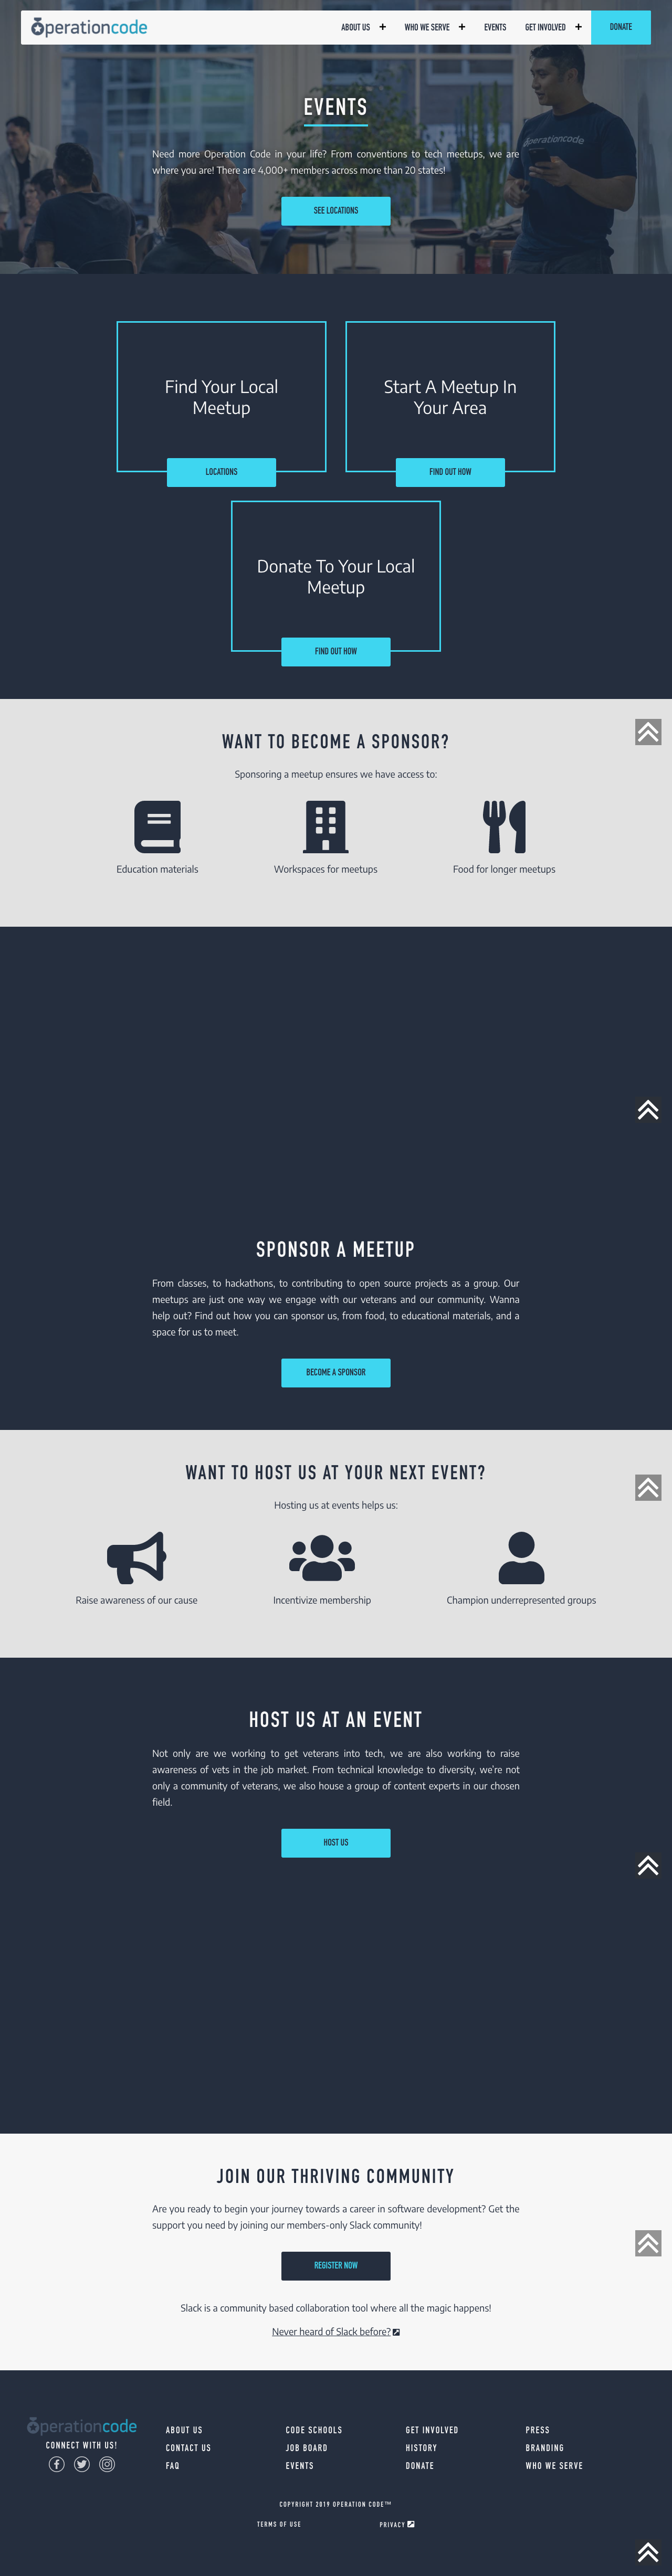 operationcode
ABOUT US
WHO WE SERVE
EVENTS
GET INVOLVED
DONATE
EVENTS
Need more Operation Code in your life? From conventions to tech meetups, we are
where you are! There are 4,000+ members across more than 20 states!
operationcode
SEE LOCATIONS
Find Your Local
Meetup
LOCATIONS
Start A Meetup In
Your Area
FIND OUT HOW
Donate To Your Local
Meetup
FIND OUT HOW
WANT TO BECOME A SPONSOR?
Sponsoring a meetup ensures we have access to:
Education materials
Workspaces for meetups
Food for longer meetups
SPONSOR A MEETUP
From classes, to hackathons, to contributing to open source projects as a group. Our
meetups are just one way we engage with our veterans and our community. Wanna
help out? Find out how you can sponsor us, from food, to educational materials, and a
space for us to meet.
BECOME A SPONSOR
WANT TO HOST US AT YOUR NEXT EVENT?
Hosting us at events helps us:
Raise awareness of our cause
Incentivize membership
Champion underrepresented groups
HOST US AT AN EVENT
Not only are we working to get veterans into tech, we are also working to raise
awareness of vets in the job market. From technical knowledge to diversity, we're not
only a community of veterans, we also house a group of content experts in our chosen
field.
HOST US
JOIN OUR THRIVING COMMUNITY
Are you ready to begin your journey towards a career in software development? Get the
support you need by joining our members-only Slack community!
REGISTER NOW
Slack is a community based collaboration tool where all the magic happens!
Never heard of Slack before?
operationcode
CONNECT WITH US!
ABOUT US
CONTACT US
FAQ
CODE SCHOOLS
JOB BOARD
EVENTS
GET INVOLVED
HISTORY
DONATE
PRESS
BRANDING
WHO WE SERVE
COPYRIGHT 2019 OPERATION CODE™
TERMS OF USE
PRIVACY